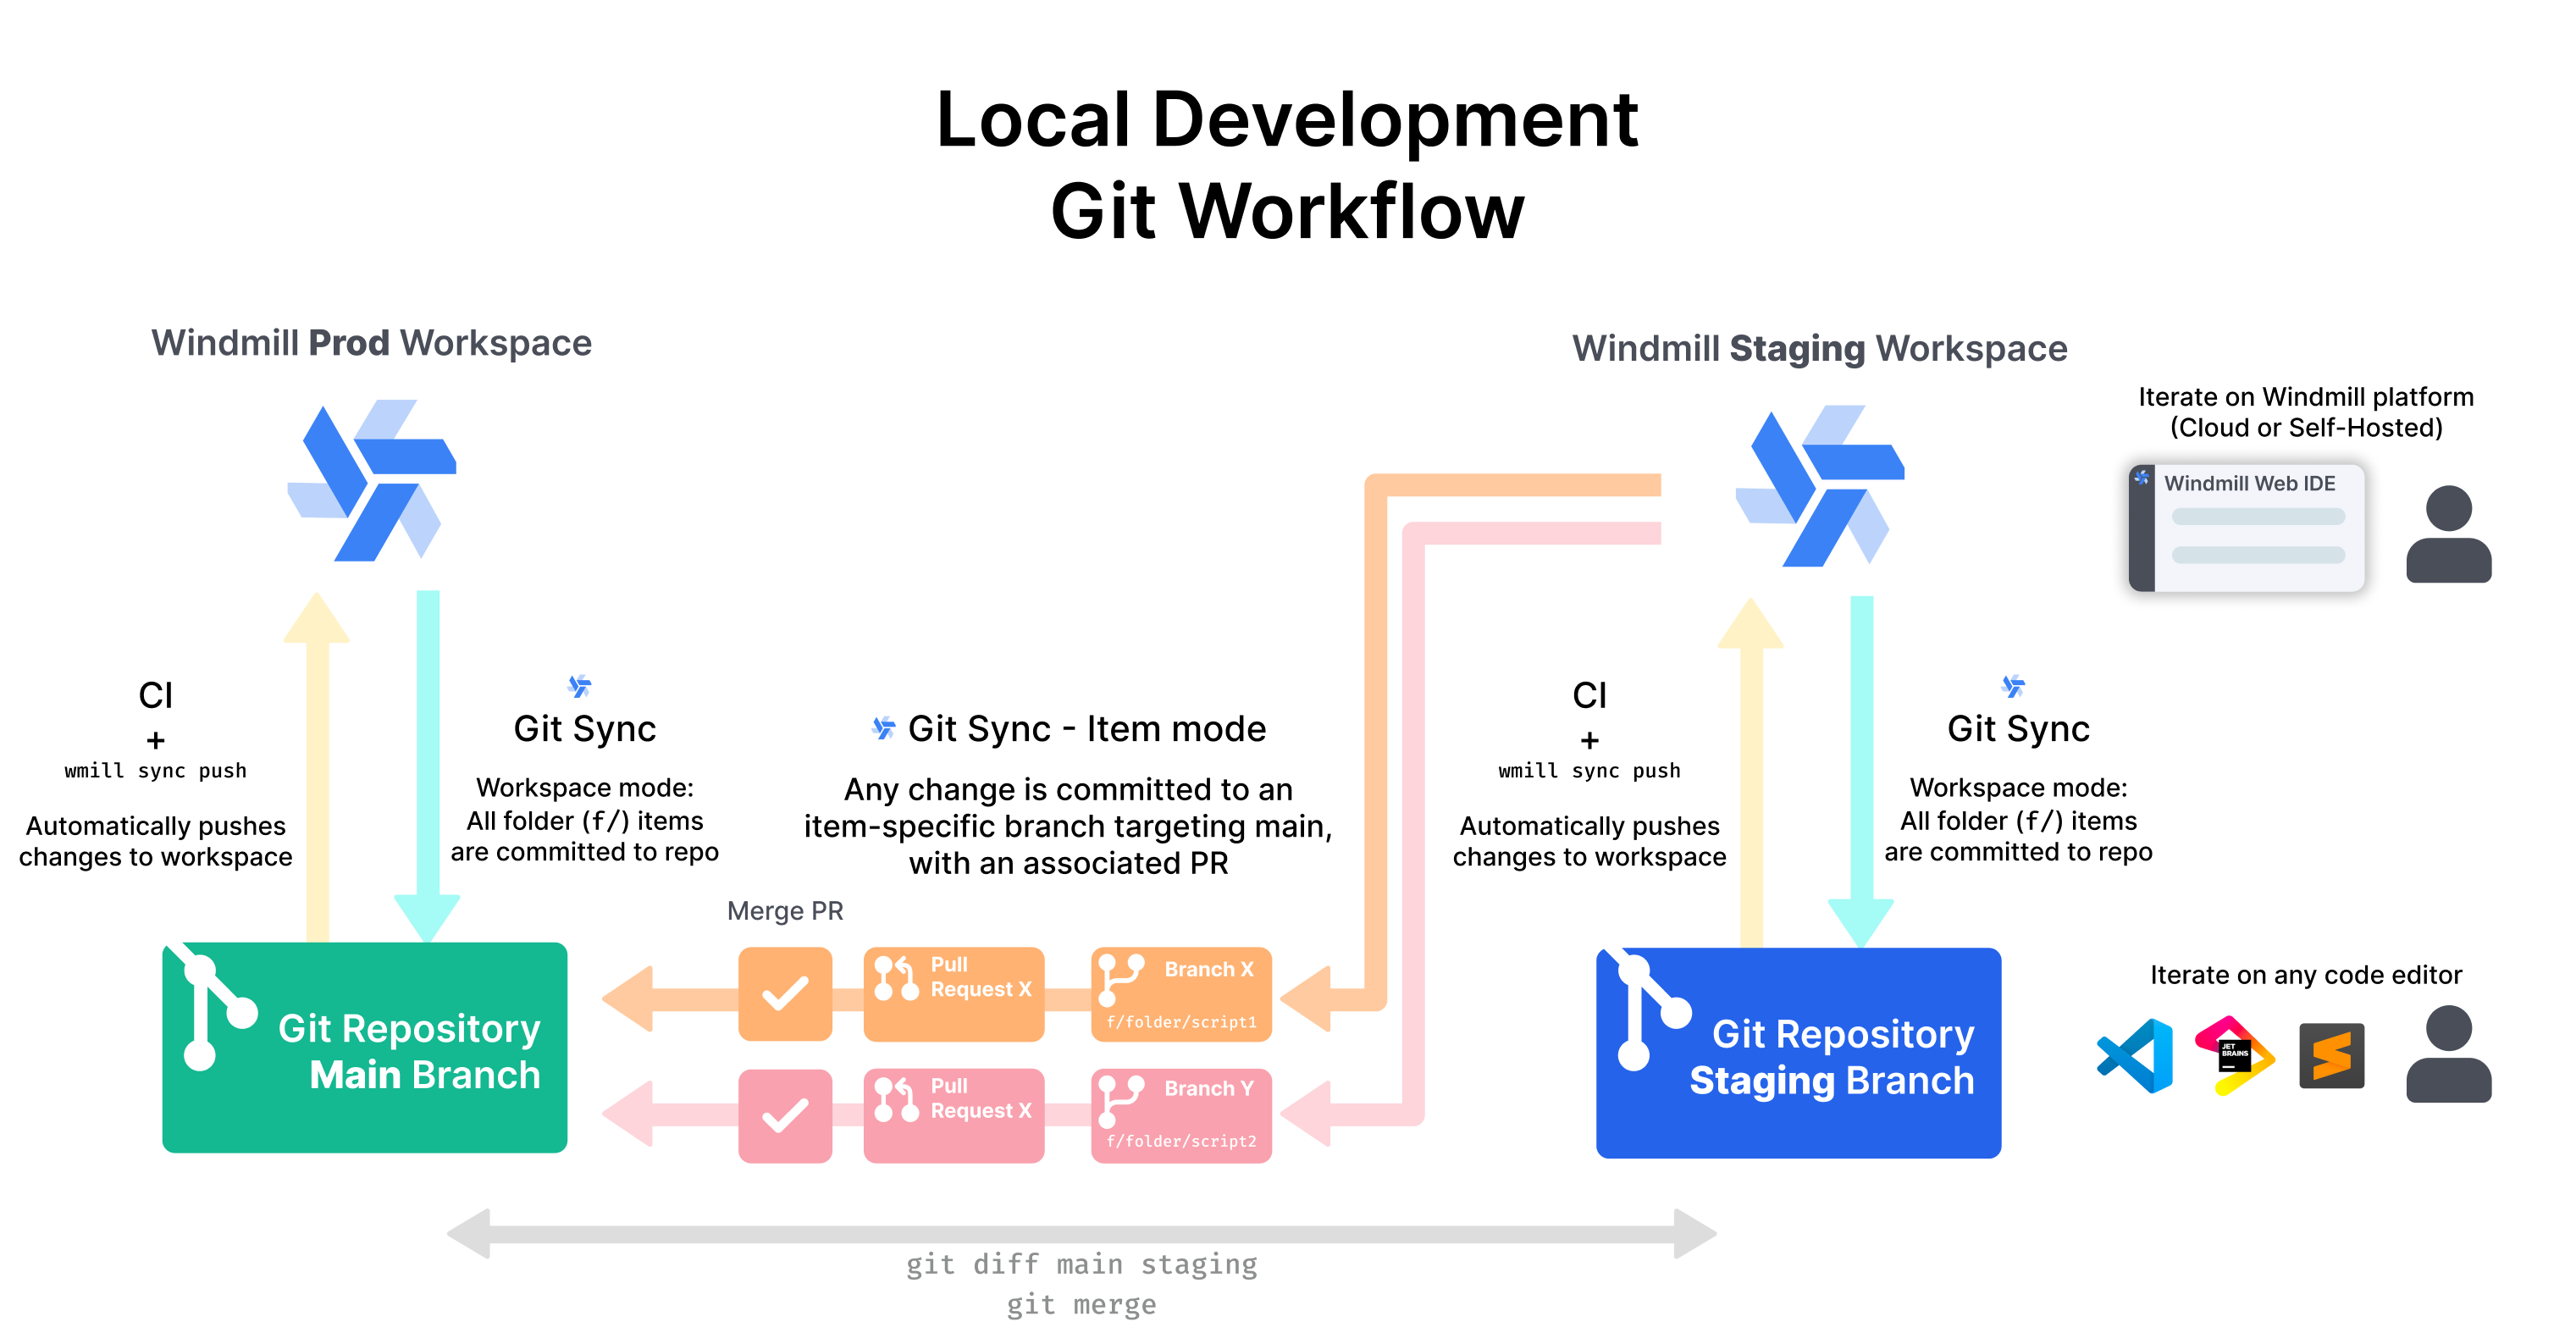 Local Development
Git Workflow
Windmill Prod Workspace
Windmill Staging Workspace
Iterate on Windmill platform
(Cloud or Self-Hosted)
Windmill Web IDE
CI
+
wmill sync push
Automatically pushes
changes to workspace
Git Sync
Workspace mode:
All folder (f/) items
are committed to repo
Git Sync - Item mode
Any change is committed to an
item-specific branch targeting main,
with an associated PR
CI
+
wmill sync push
Automatically pushes
changes to workspace
Git Sync
Workspace mode:
All folder (f/) items
are committed to repo
Merge PR
Git Repository
Main Branch
Pull
Request X
Branch X
f/folder/script1
Pull
Request X
Branch Y
f/folder/script2
Git Repository
Staging Branch
Iterate on any code editor
JET
BRAINS
git diff main staging
git merge